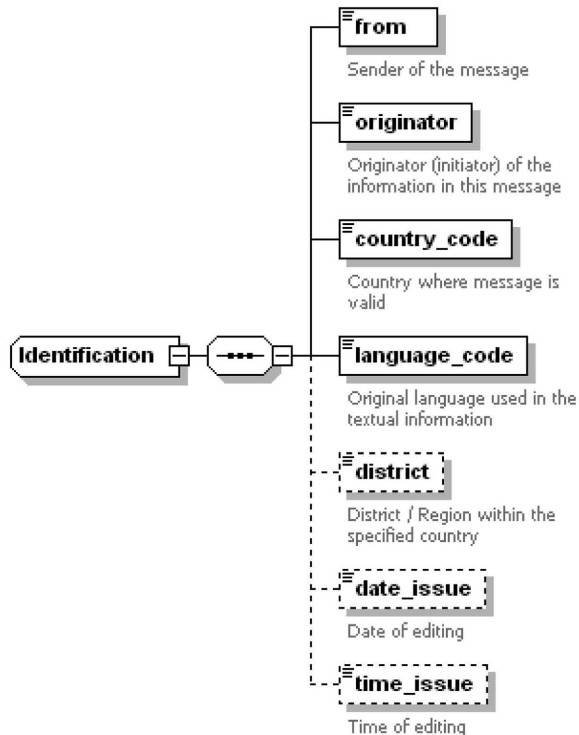 from
Sender of the message
originator
Originator (initiator) of the
information in this message
country_code
Country where message is
valid
Identification
language_code
Original language used in the
textual information
district
District / Region within the
specified country
date_issue
Date of editing
time_issue
Time of editing